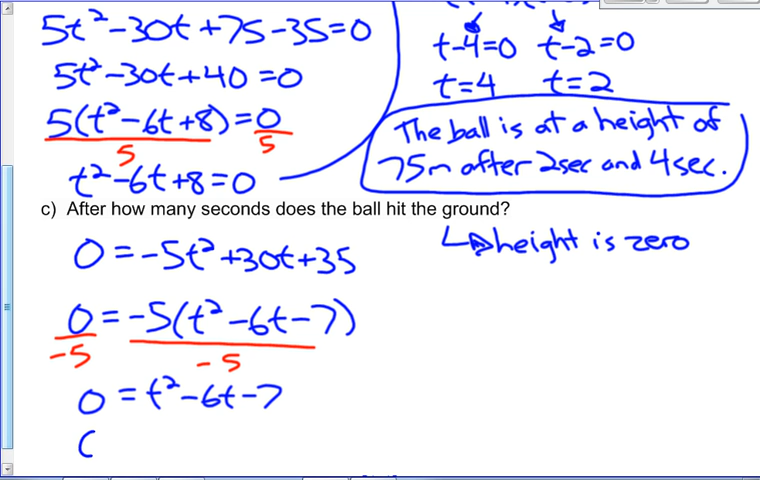 5t² - 30t + 75 - 35 = 0
5t² - 30t + 40 = 0
5(t² - 6t + 8) = 0
5 5
t² - 6t + 8 = 0
t-4=0 t-2=0
t=4 t=2
The ball is at a height of
75m after 2sec and 4sec.
c) After how many seconds does the ball hit the ground?
↳ height is zero
0 = -5t² + 30t + 35
0 = -5(t² - 6t - 7)
-5 -5
0 = t² - 6t - 7
(